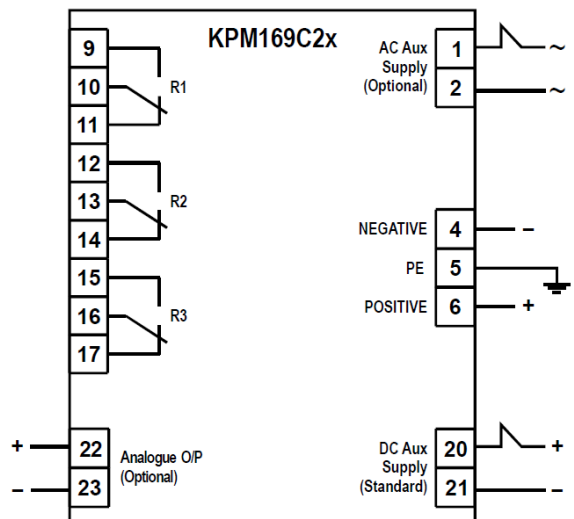 KPM169C2x
9
10
R1
11
12
13
R2
14
15
16
R3
17
+ 22
- 23
Analogue O/P
(Optional)
AC Aux
Supply
(Optional)
1 ~
2 ~
NEGATIVE 4 -
PE 5
POSITIVE 6 +
DC Aux
Supply
(Standard)
20 +
21 -